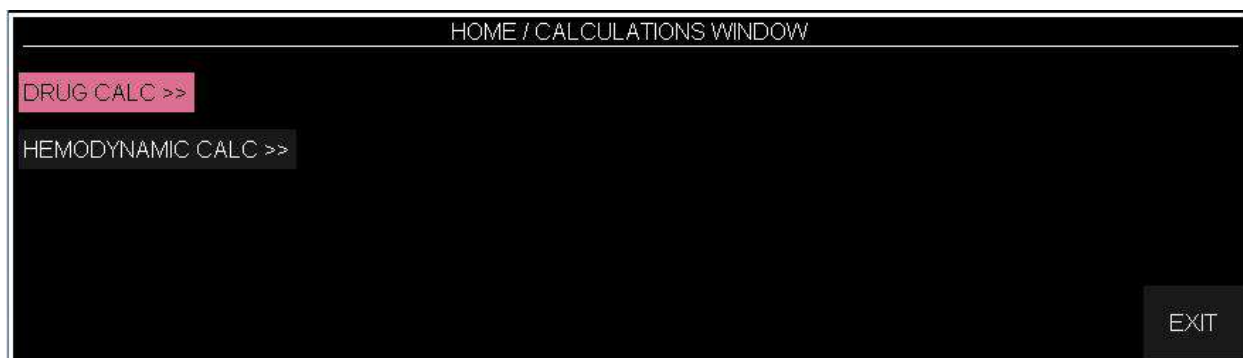 HOME / CALCULATIONS WINDOW
DRUG CALC >>
HEMODYNAMIC CALC >>
EXIT